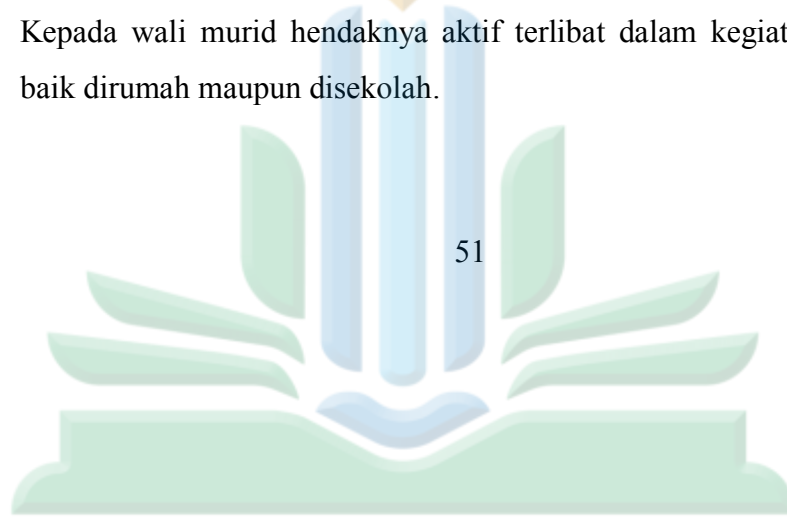 Kepada wali murid hendaknya aktif terlibat dalam kegiat
baik dirumah maupun disekolah.
51